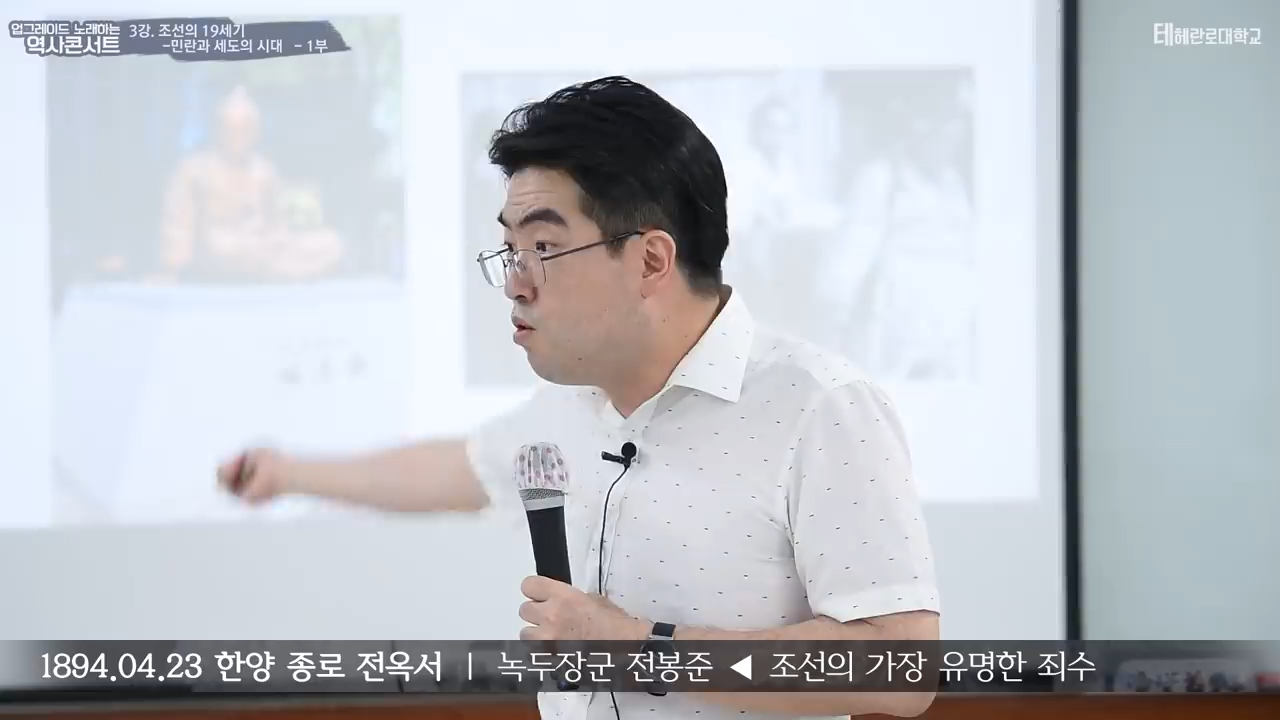 업그레이드 노래하는
역사콘서트
3강. 조선의 19세기
-민란과 세도의 시대 - 1부
테헤란로대학교
1894.04.23 한양 종로 전옥서 | 녹두장군 전봉준 ◀ 조선의 가장 유명한 죄수